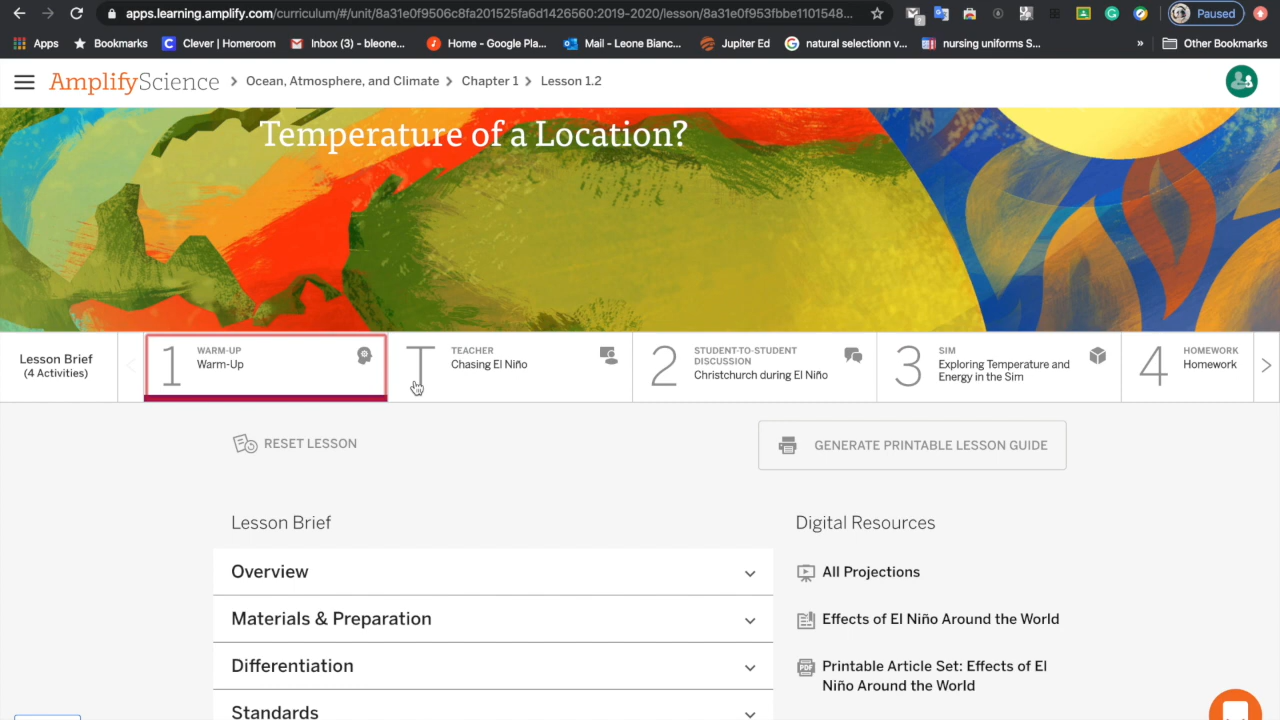 apps.learning.amplify.com/curriculum/#/unit/8a31e0f9506c8fa201525fa6d1426560:2019-2020/lesson/8a31e0f953fbbe1101548...
Paused
Apps
Bookmarks
Clever | Homeroom
Inbox (3) - bleone...
Home - Google Pla...
Mail - Leone Bianc...
Jupiter Ed
natural selectionn v...
nursing uniforms S...
»
Other Bookmarks
AmplifyScience > Ocean, Atmosphere, and Climate > Chapter 1 > Lesson 1.2
Temperature of a Location?
Lesson Brief
(4 Activities)
1
WARM-UP
Warm-Up
T
TEACHER
Chasing El Niño
2
STUDENT-TO-STUDENT
DISCUSSION
Christchurch during El Niño
3
SIM
Exploring Temperature and
Energy in the Sim
4
HOMEWORK
Homework
RESET LESSON
GENERATE PRINTABLE LESSON GUIDE
Lesson Brief
Overview
Materials & Preparation
Differentiation
Standards
Digital Resources
All Projections
Effects of El Niño Around the World
Printable Article Set: Effects of El
Niño Around the World